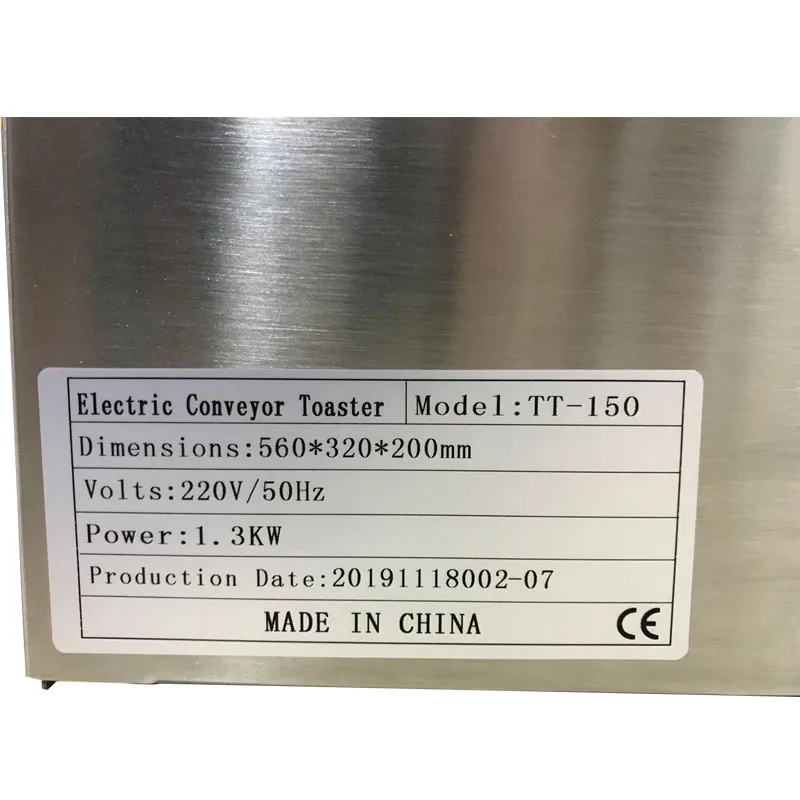 Electric Conveyor Toaster Model:TT-150
Dimensions:560*320*200mm
Volts:220V/50Hz
Power:1.3KW
Production Date:20191118002-07
MADE IN CHINA CE